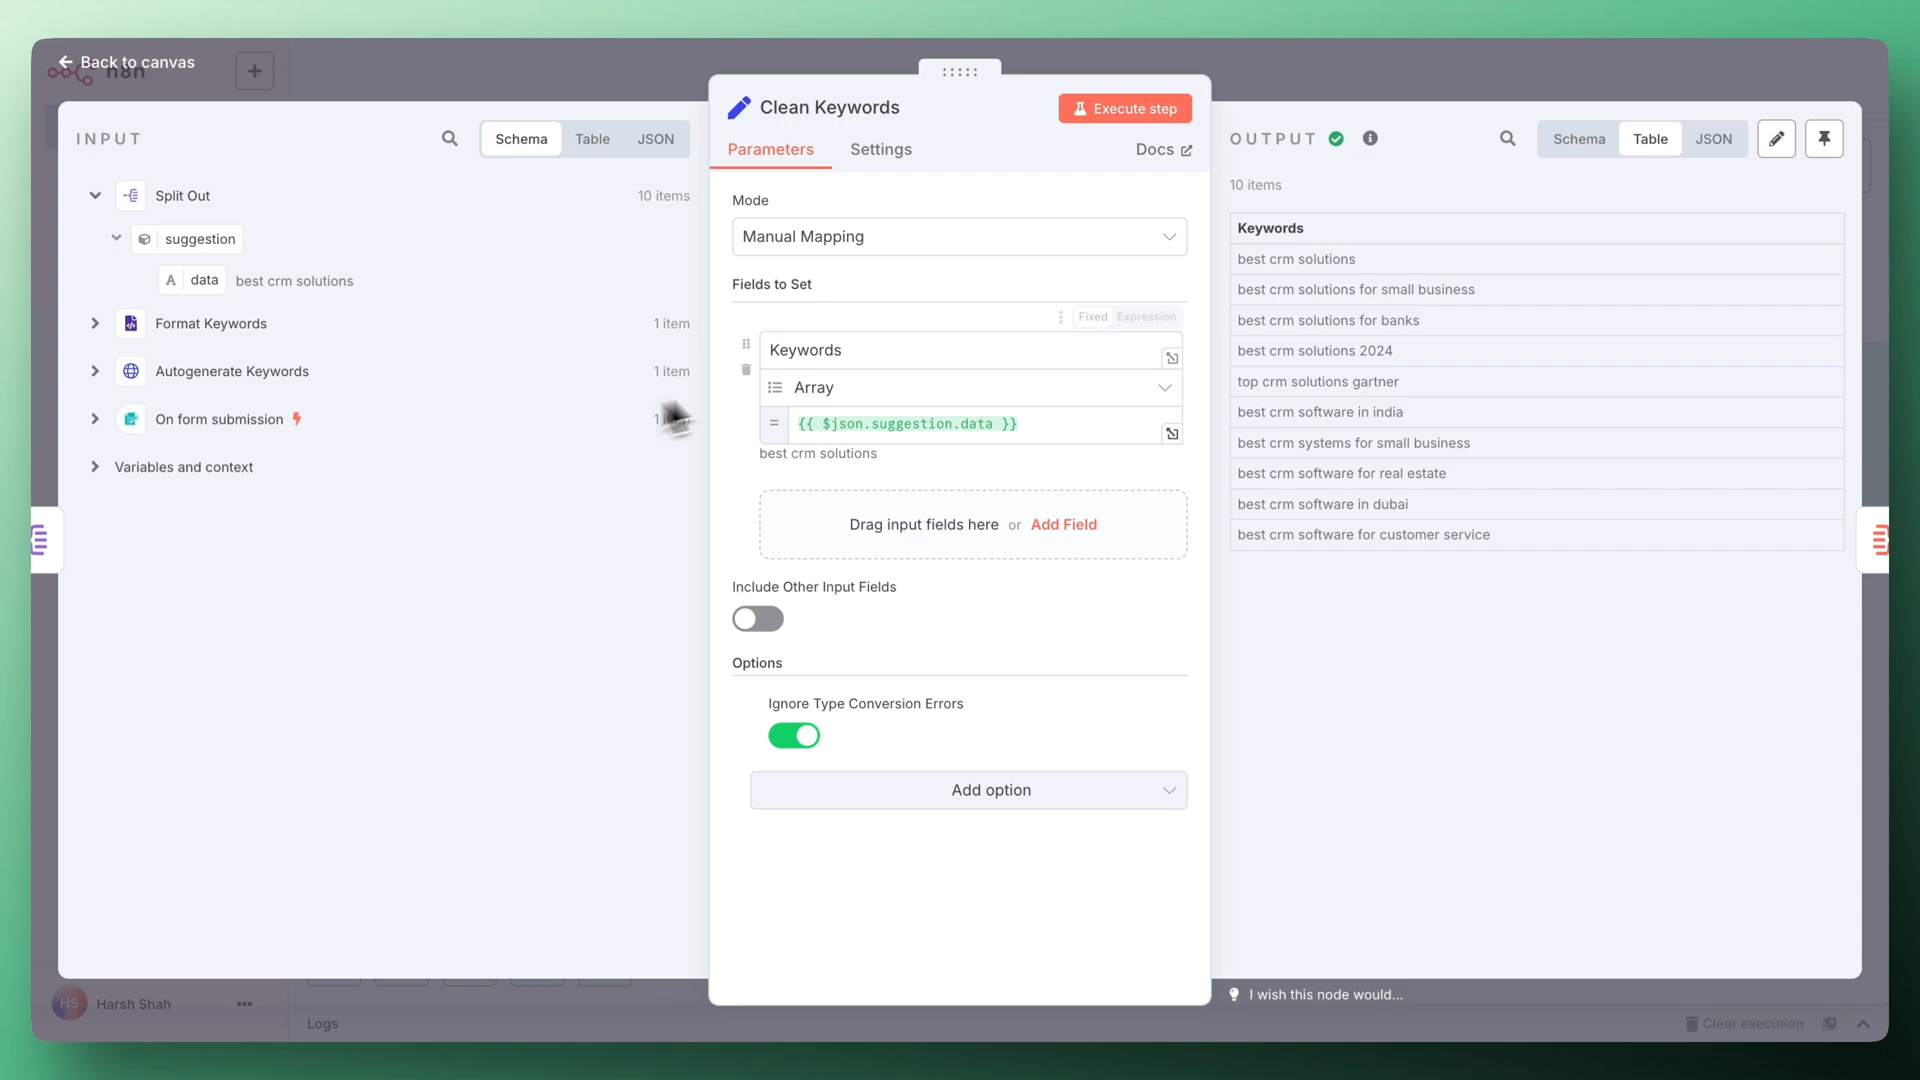 Back to canvas
n8n
INPUT
Schema
Table
JSON
Split Out
10 items
suggestion
A data best crm solutions
Format Keywords
1 item
Autogenerate Keywords
1 item
On form submission
Variables and context
Clean Keywords
Execute step
Parameters
Settings
Docs
Mode
Manual Mapping
Fields to Set
Fixed Expression
Keywords
Array
= {{ $json.suggestion.data }}
best crm solutions
Drag input fields here or Add Field
Include Other Input Fields
Options
Ignore Type Conversion Errors
Add option
OUTPUT
Schema
Table
JSON
10 items
Keywords
best crm solutions
best crm solutions for small business
best crm solutions for banks
best crm solutions 2024
top crm solutions gartner
best crm software in india
best crm systems for small business
best crm software for real estate
best crm software in dubai
best crm software for customer service
I wish this node would...
HS Harsh Shah
Logs
Clear execution